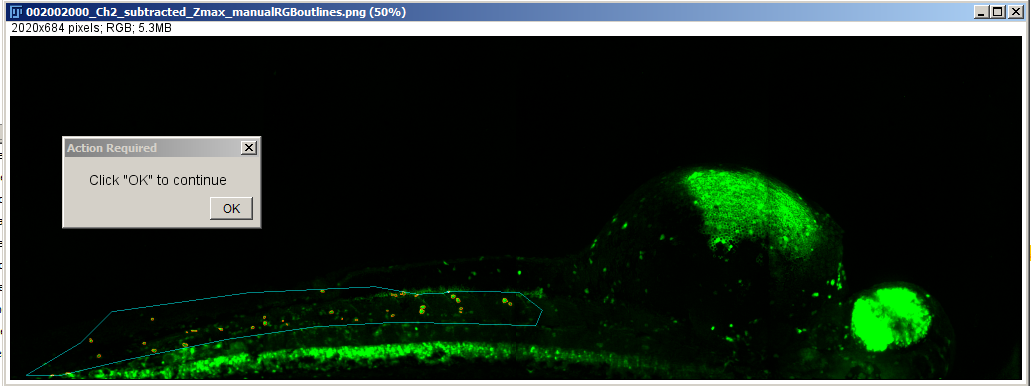 002002000_Ch2_subtracted_Zmax_manualRGBoutlines.png (50%)
2020x684 pixels; RGB; 5.3MB
Action Required
Click "OK" to continue
OK